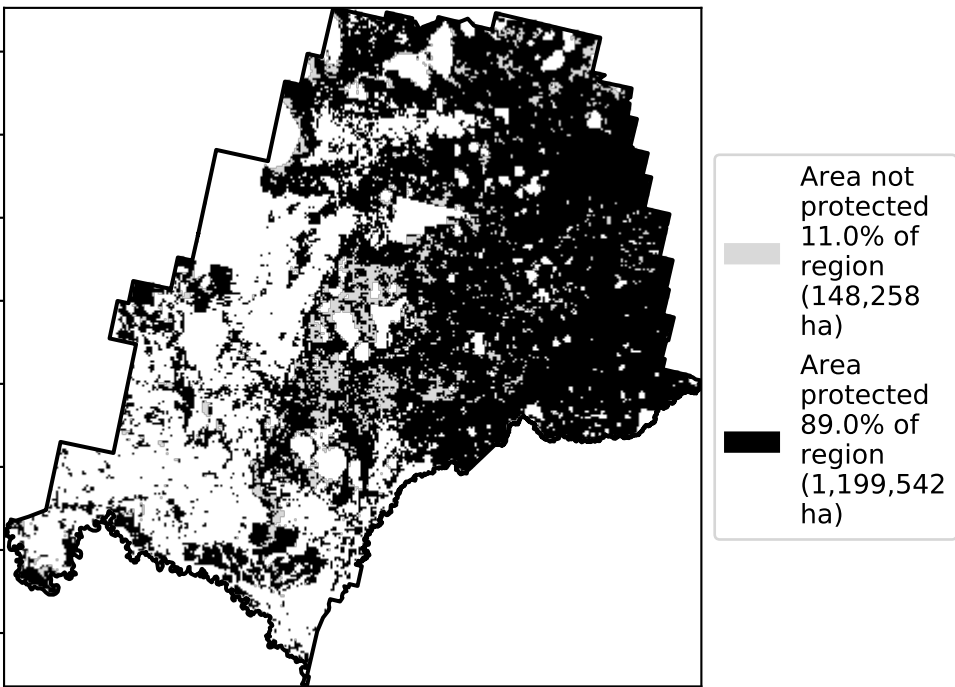 Area not
protected
11.0% of
region
(148,258
ha)
Area
protected
89.0% of
region
(1,199,542
ha)